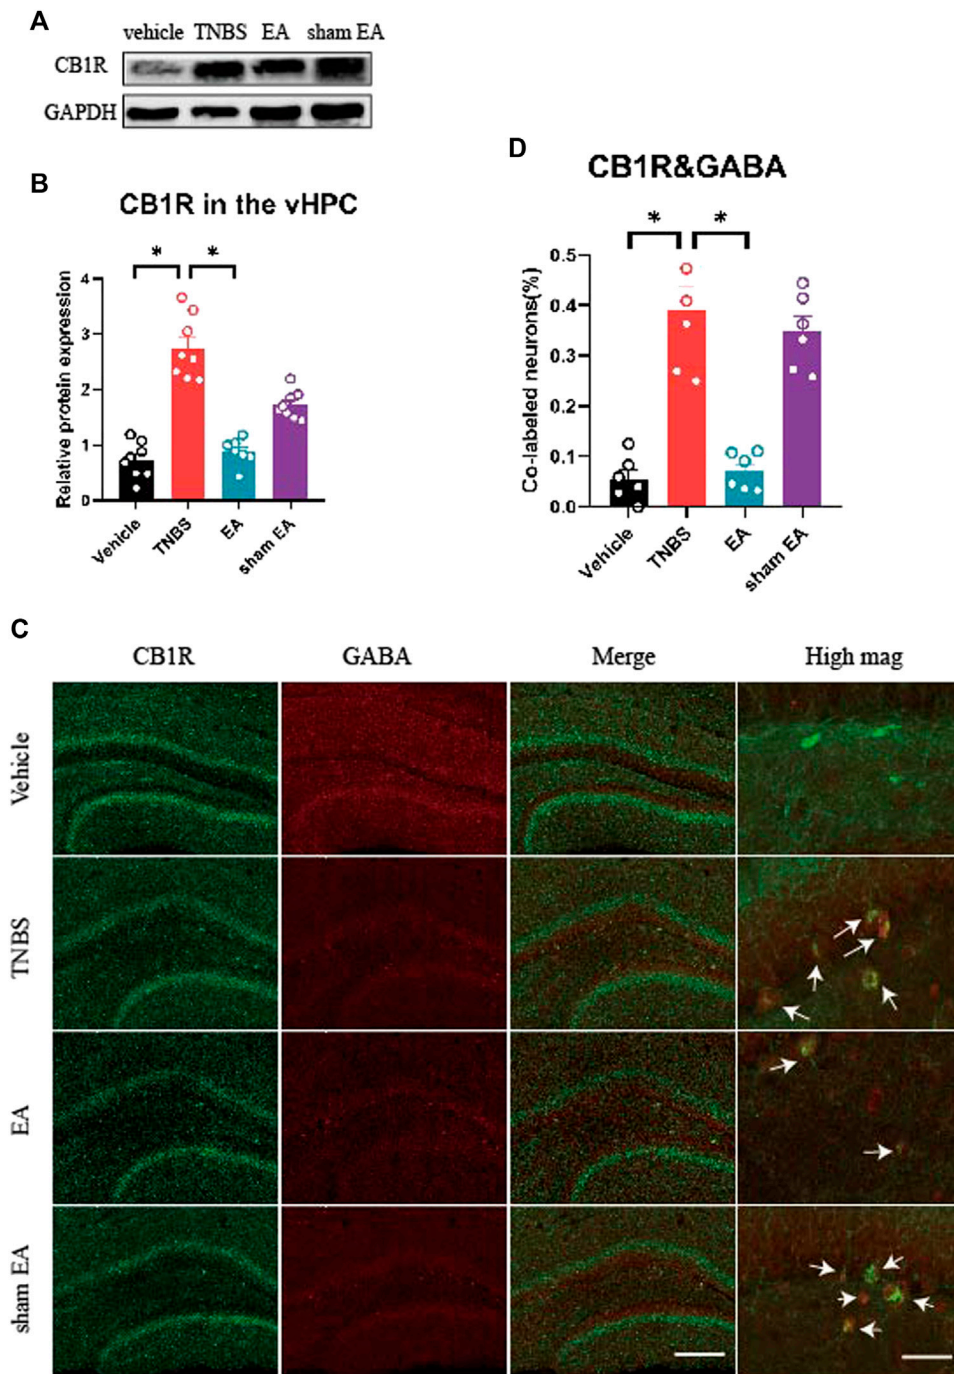 A
vehicle TNBS EA sham EA
CB1R
GAPDH
B
CB1R in the vHPC
* *
Relative protein expression
4
3
2
1
0
Vehicle
TNBS
EA
sham EA
D
CB1R&GABA
* *
Co-labeled neurons(%)
0.5
0.4
0.3
0.2
0.1
0.0
Vehicle
TNBS
EA
sham EA
C
CB1R GABA Merge High mag
Vehicle
TNBS
EA
sham EA